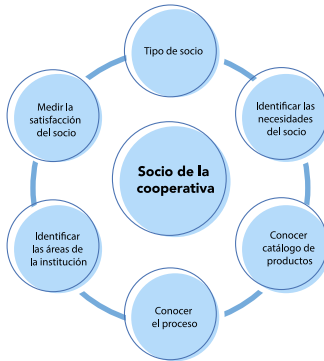 Tipo de socio
Identificar las
necesidades
del socio
Conocer
catálogo de
productos
Conocer
el proceso
Identificar
las áreas de
la institución
Medir la
satisfacción
del socio
Socio de la
cooperativa